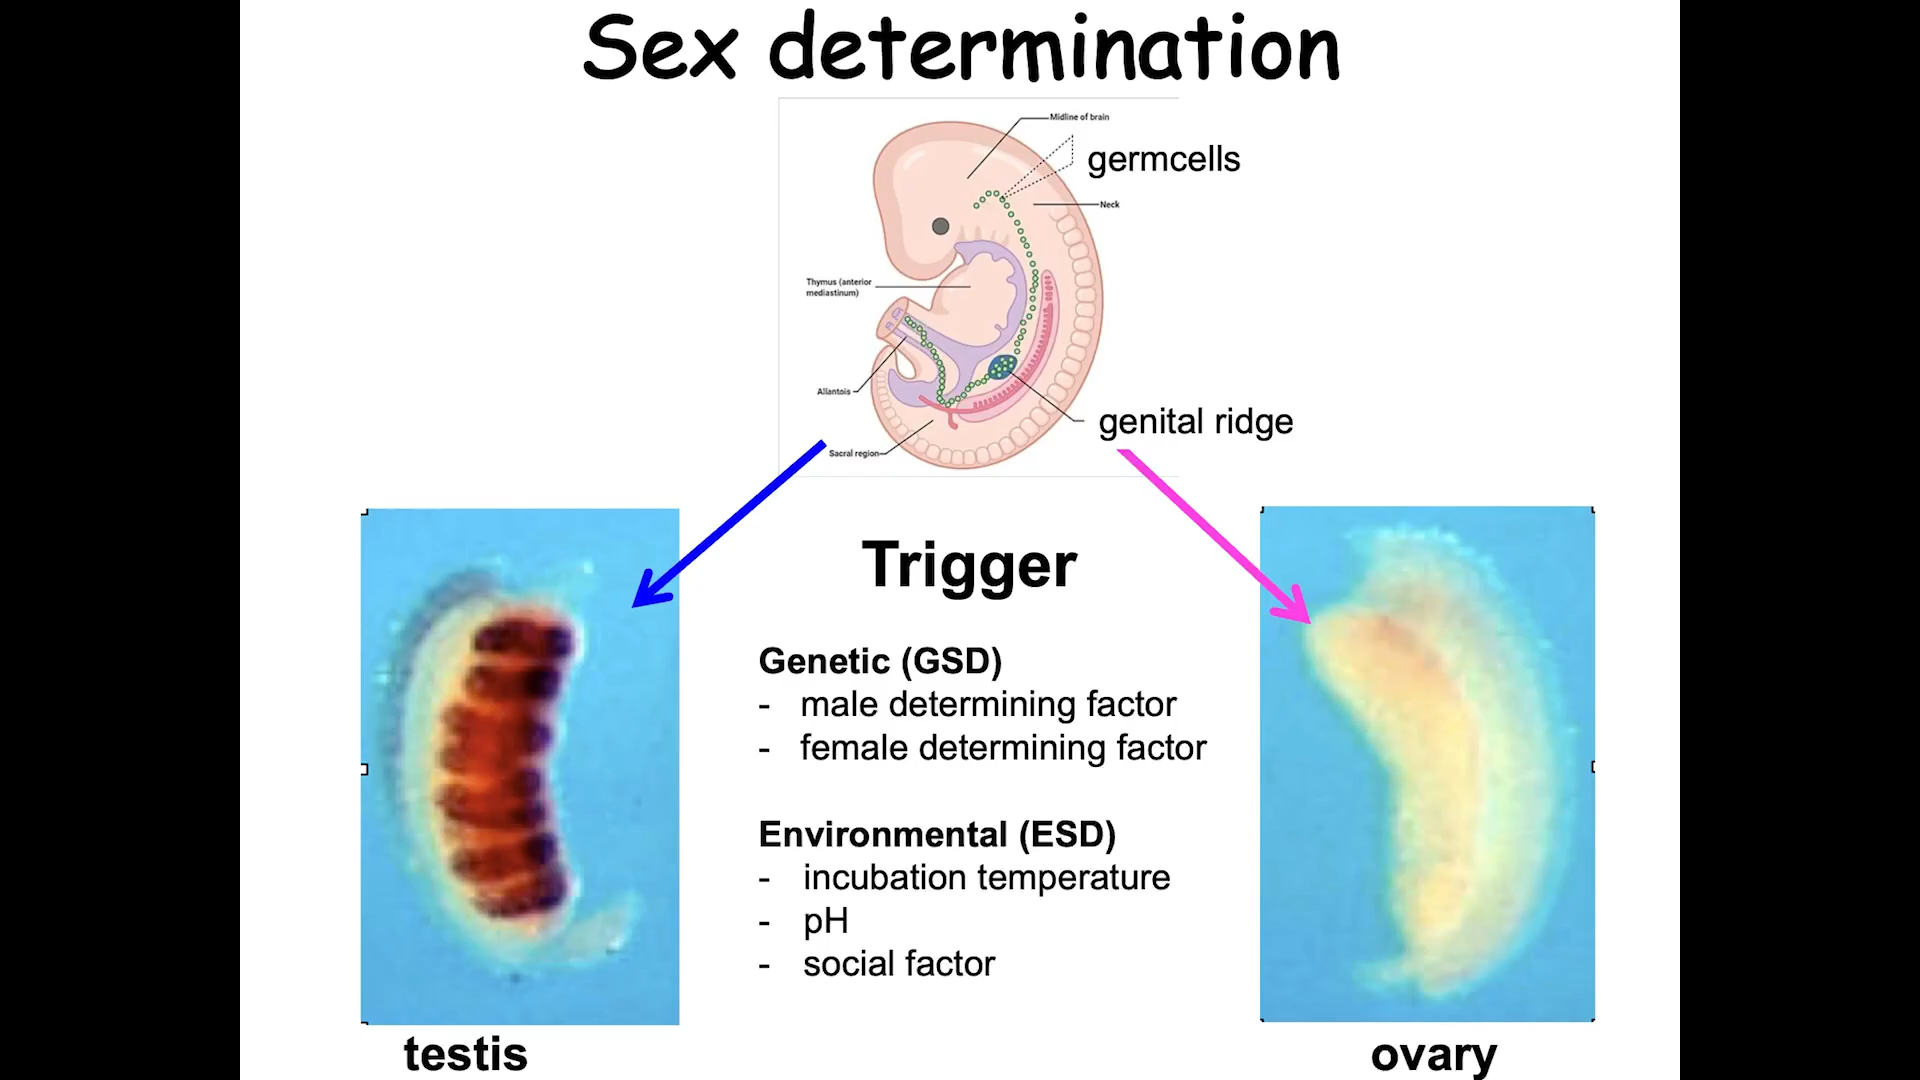 Sex determination
Midline of brain
germcells
Neck
Thymus (anterior
mediastinum)
Allantois
genital ridge
Sacral region
Trigger
Genetic (GSD)
- male determining factor
- female determining factor
Environmental (ESD)
- incubation temperature
- pH
- social factor
testis
ovary